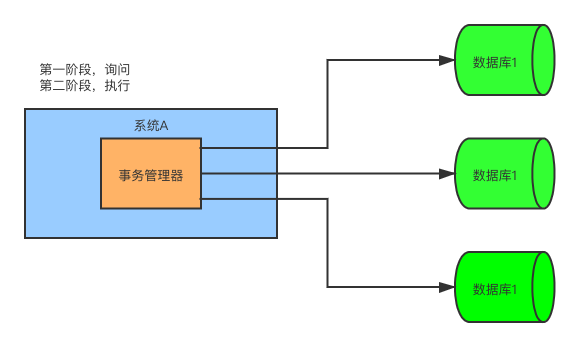 第一阶段，询问
第二阶段，执行
系统A
事务管理器
数据库1
数据库1
数据库1